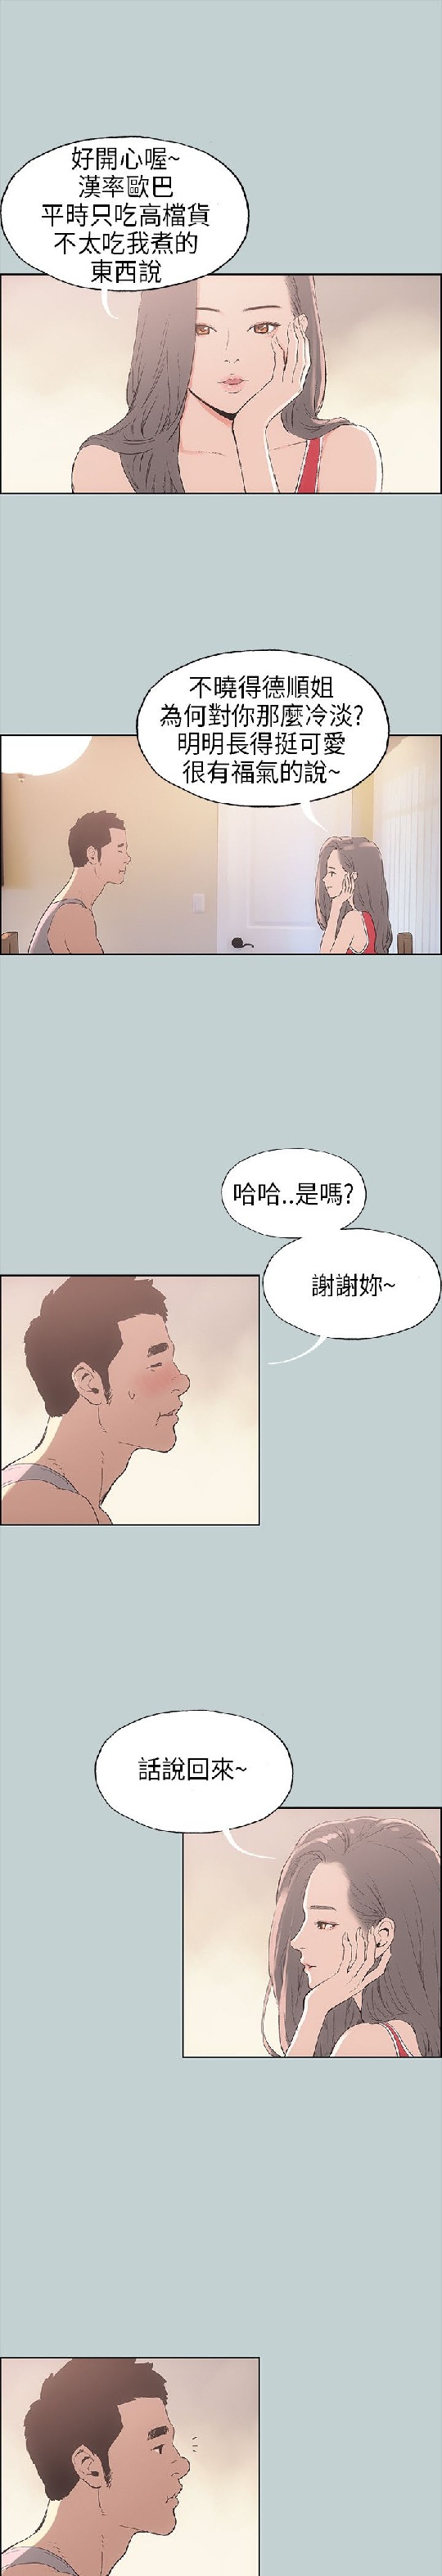 好開心喔~
漢率歐巴
平時只吃高檔貨
不太吃我煮的
東西說
不曉得德順姐
為何對你那麼冷淡?
明明長得挺可愛
很有福氣的說~
哈哈..是嗎?
謝謝妳~
話說回來~